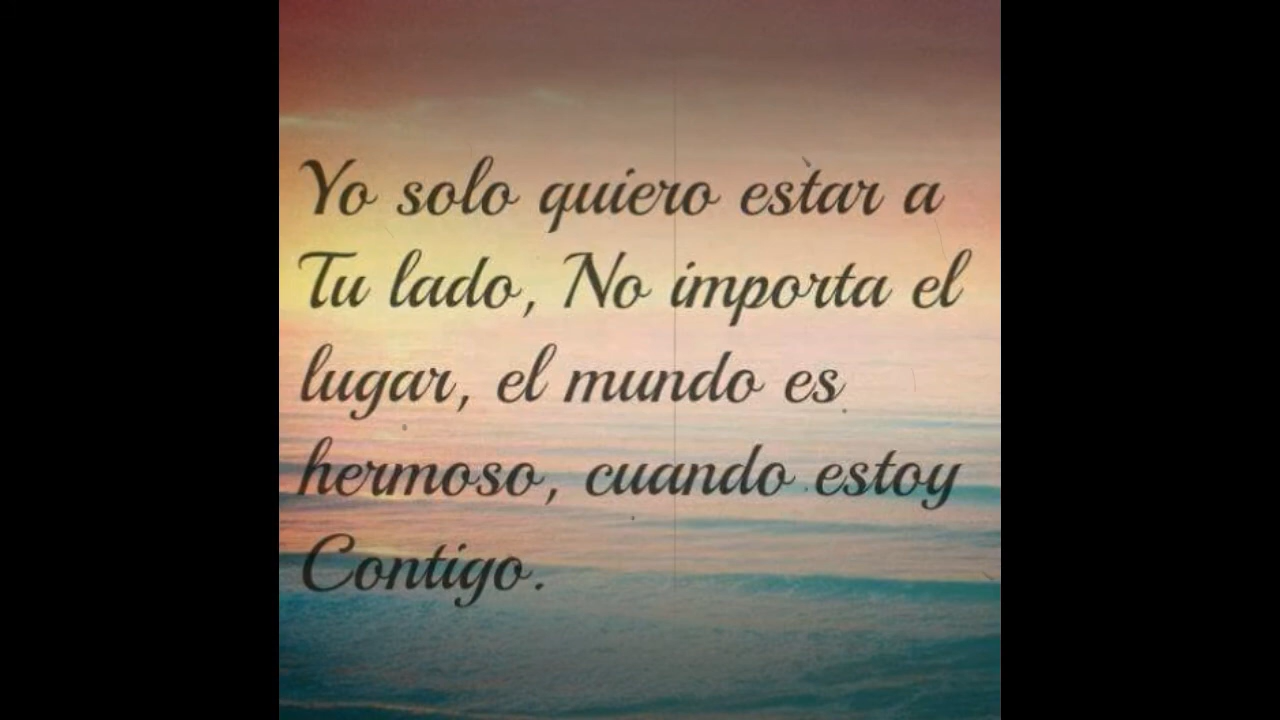 Yo solo quiero estar a
Tu lado, No importa el
lugar, el mundo es
hermoso, cuando estoy
Contigo.